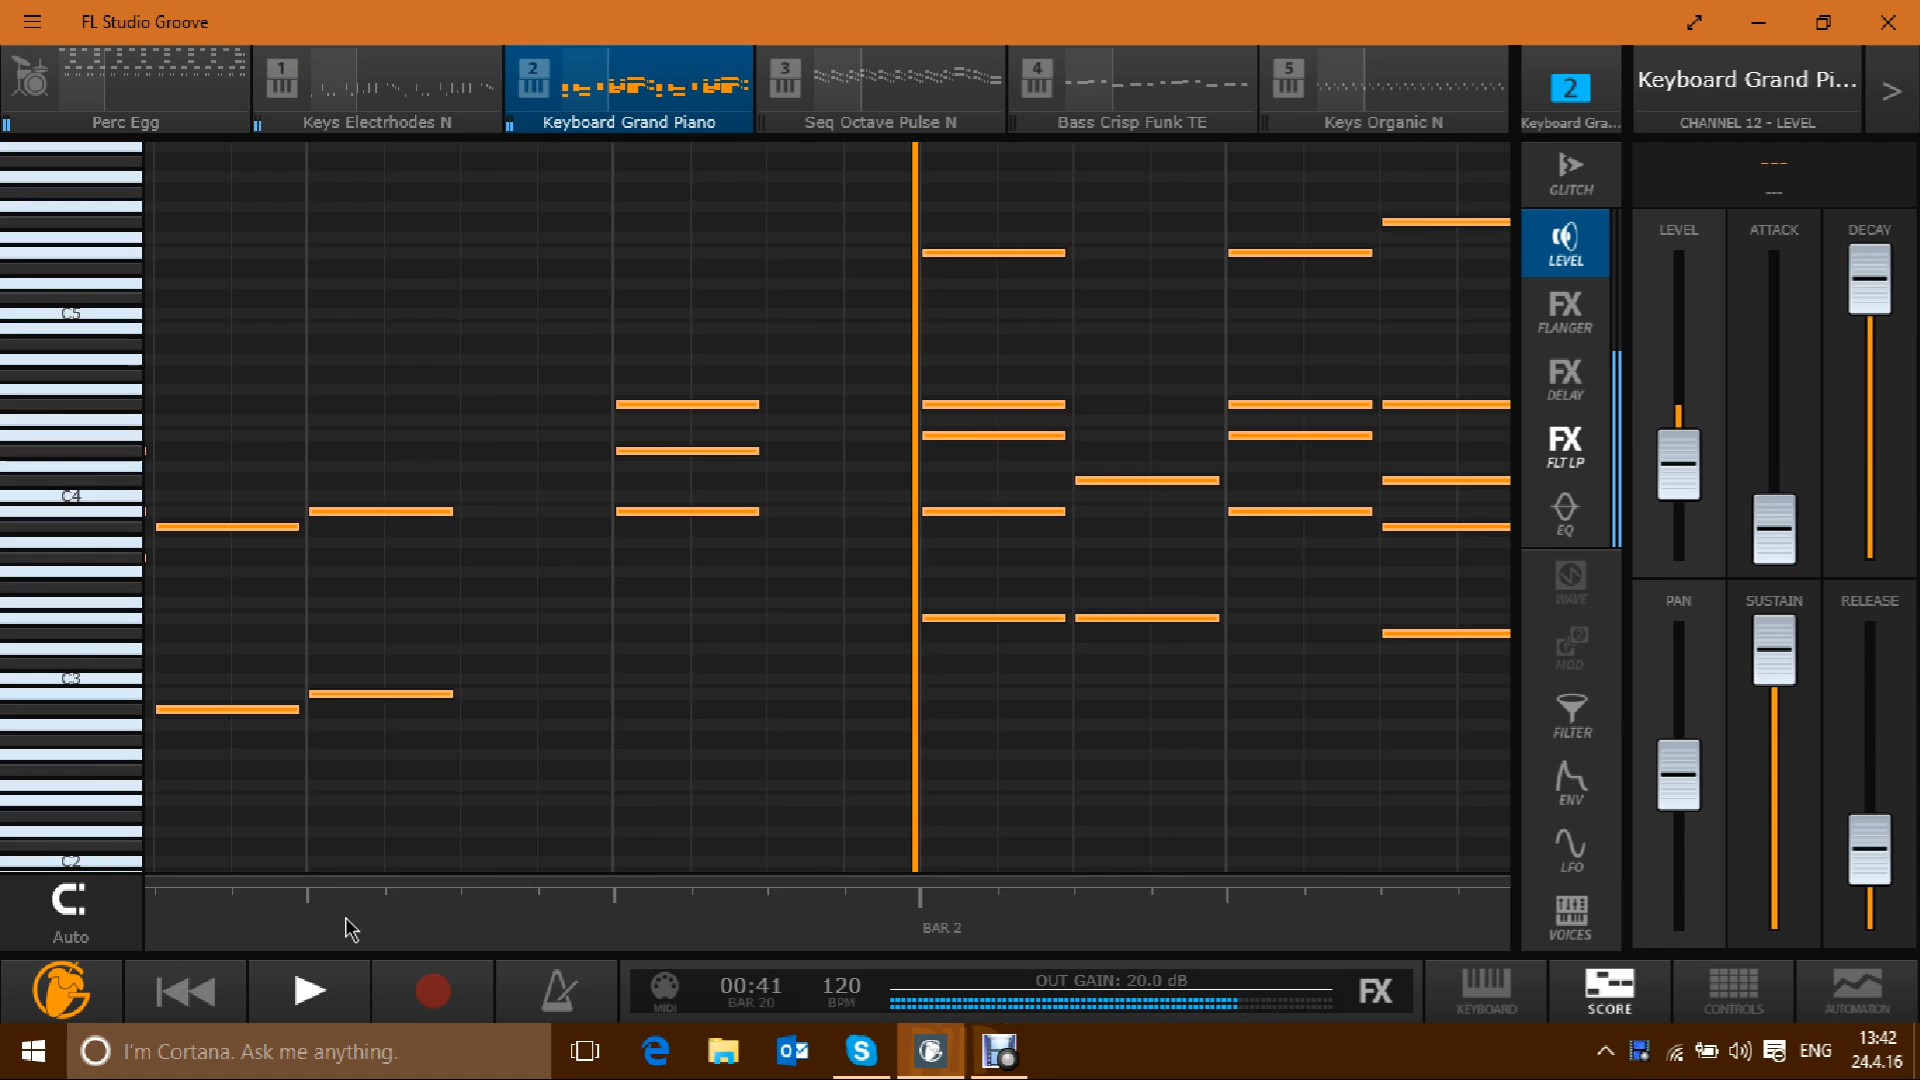 FL Studio Groove
Perc Egg
1
Keys Electrhodes N
2
Keyboard Grand Piano
3
Seq Octave Pulse N
4
Bass Crisp Funk TE
5
Keys Organic N
2
Keyboard Gra...
Keyboard Grand Pi...
>
CHANNEL 12 - LEVEL
---
---
GLITCH
LEVEL
FX
FLANGER
FX
DELAY
FX
FLT LP
EQ
WAVE
MOD
FILTER
ENV
LFO
VOICES
LEVEL
ATTACK
DECAY
PAN
SUSTAIN
RELEASE
C5
C4
C3
C2
Auto
BAR 2
MIDI
00:41
BAR 20
120
BPM
OUT GAIN: 20.0 dB
FX
KEYBOARD
SCORE
CONTROLS
AUTOMATION
I'm Cortana. Ask me anything.
ENG
13:42
24.4.16